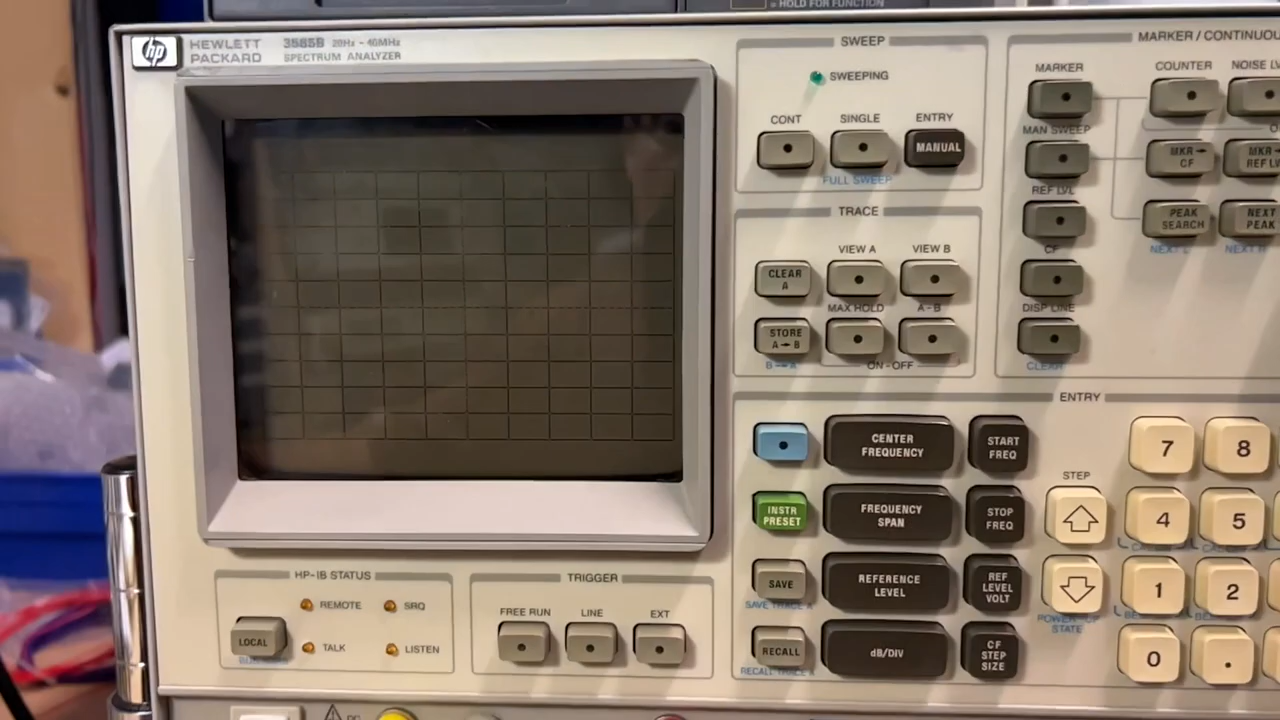 = HOLD FOR FUNCTION
hp
HEWLETT
PACKARD
3585B 20Hz - 40MHz
SPECTRUM ANALYZER
SWEEP
SWEEPING
CONT
SINGLE
ENTRY
MANUAL
FULL SWEEP
TRACE
VIEW A
VIEW B
CLEAR
A
MAX HOLD
A - B
STORE
A→B
B→A
ON - OFF
MARKER / CONTINUOU
MARKER
COUNTER
NOISE LV
MAN SWEEP
MKR→
CF
MKR→
REF LV
REF LVL
PEAK
SEARCH
NEXT
PEAK
NEXT L
NEXT R
CF
DISP LINE
CLEAR
ENTRY
CENTER
FREQUENCY
START
FREQ
7
8
STEP
INSTR
PRESET
FREQUENCY
SPAN
STOP
FREQ
4
5
SAVE
SAVE TRACE A
REFERENCE
LEVEL
REF
LEVEL
VOLT
1
2
POWER-UP
STATE
RECALL
RECALL TRACE A
dB/DIV
CF
STEP
SIZE
0
.
HP-IB STATUS
REMOTE
SRQ
LOCAL
TALK
LISTEN
TRIGGER
FREE RUN
LINE
EXT